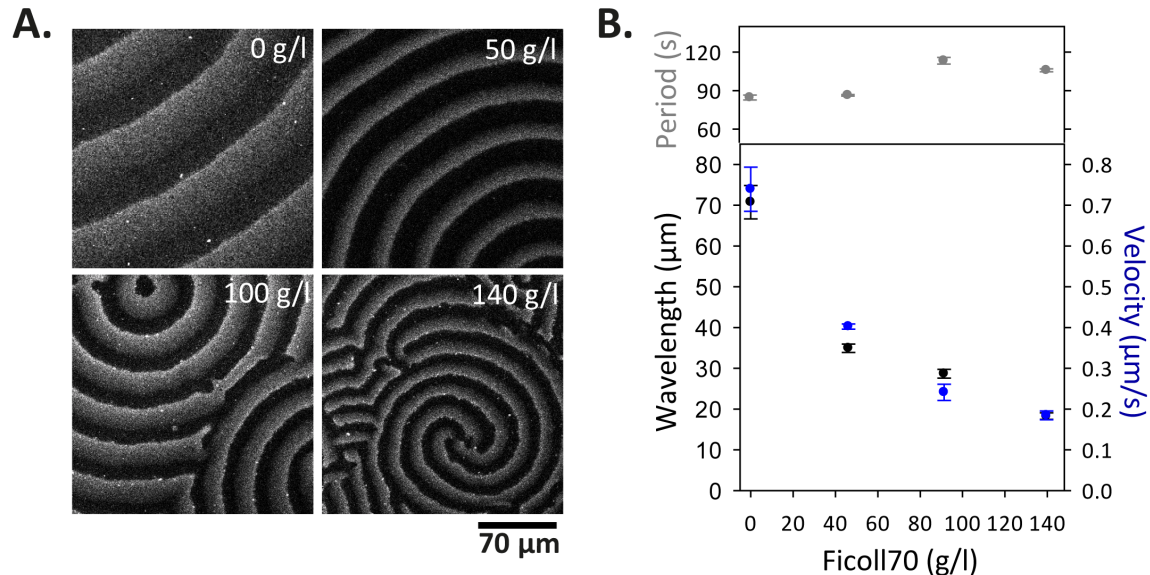 A.
0 g/l
50 g/l
100 g/l
140 g/l
70 µm
B.
Period (s)
120
90
60
Wavelength (µm)
80
70
60
50
40
30
20
10
0
Velocity (µm/s)
0.8
0.7
0.6
0.5
0.4
0.3
0.2
0.1
0.0
0 20 40 60 80 100 120 140
Ficoll70 (g/l)